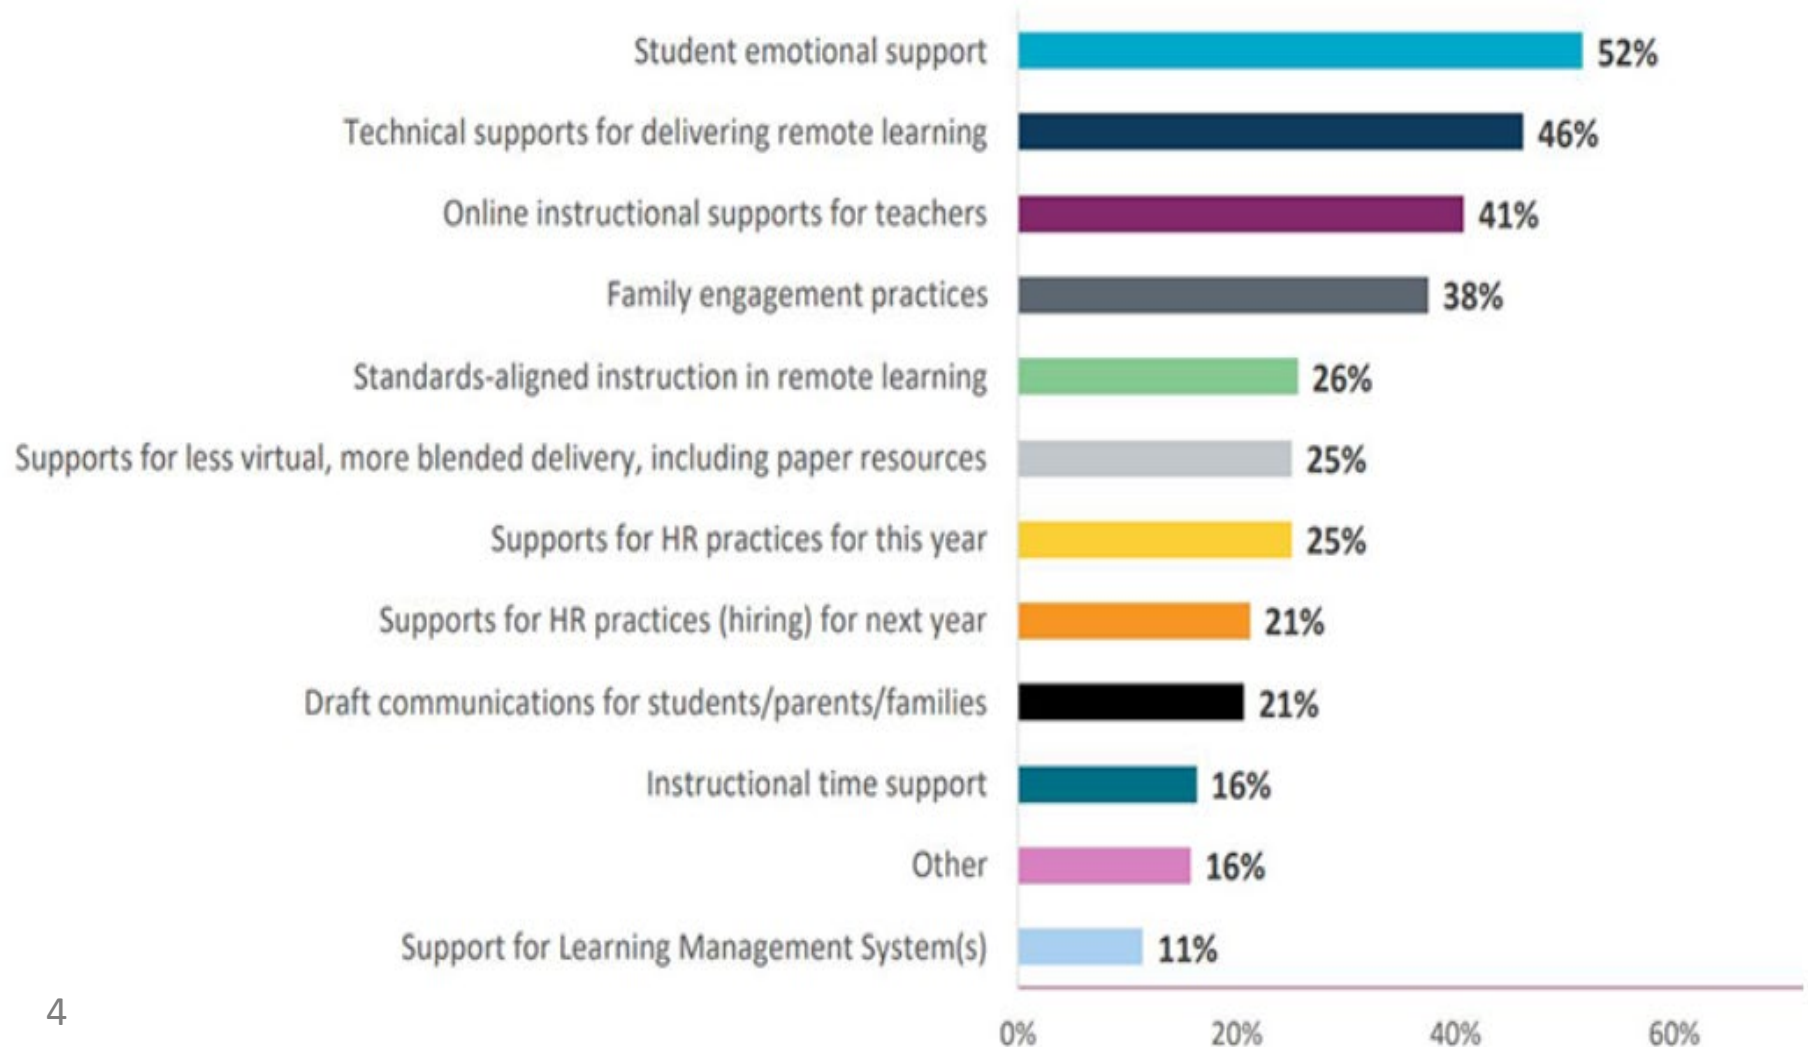 Student emotional support 52%
Technical supports for delivering remote learning 46%
Online instructional supports for teachers 41%
Family engagement practices 38%
Standards-aligned instruction in remote learning 26%
Supports for less virtual, more blended delivery, including paper resources 25%
Supports for HR practices for this year 25%
Supports for HR practices (hiring) for next year 21%
Draft communications for students/parents/families 21%
Instructional time support 16%
Other 16%
Support for Learning Management System(s) 11%
0% 20% 40% 60%
4